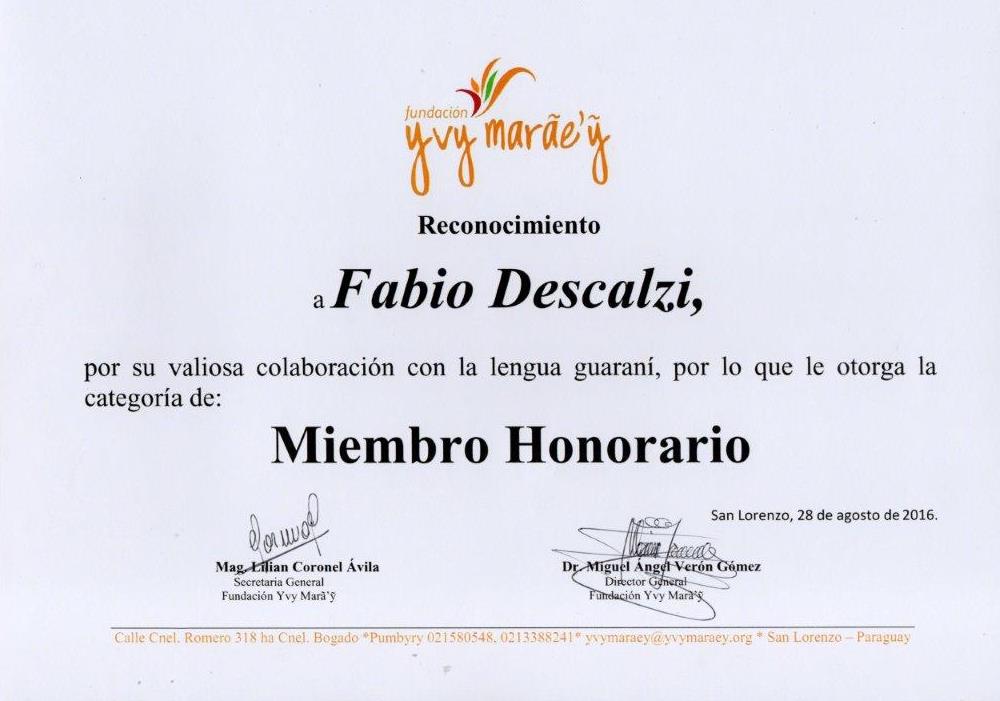 fundación
yvy marãe'ỹ
Reconocimiento
a Fabio Descalzi,
por su valiosa colaboración con la lengua guaraní, por lo que le otorga la
categoría de:
Miembro Honorario
San Lorenzo, 28 de agosto de 2016.
Mag. Lilian Coronel Ávila
Secretaria General
Fundación Yvy Marã'ỹ
Dr. Miguel Ángel Verón Gómez
Director General
Fundación Yvy Marã'ỹ
Calle Cnel. Romero 318 ha Cnel. Bogado *Pumbyry 021580548, 0213388241* yvymaraey@yvymaraey.org * San Lorenzo – Paraguay